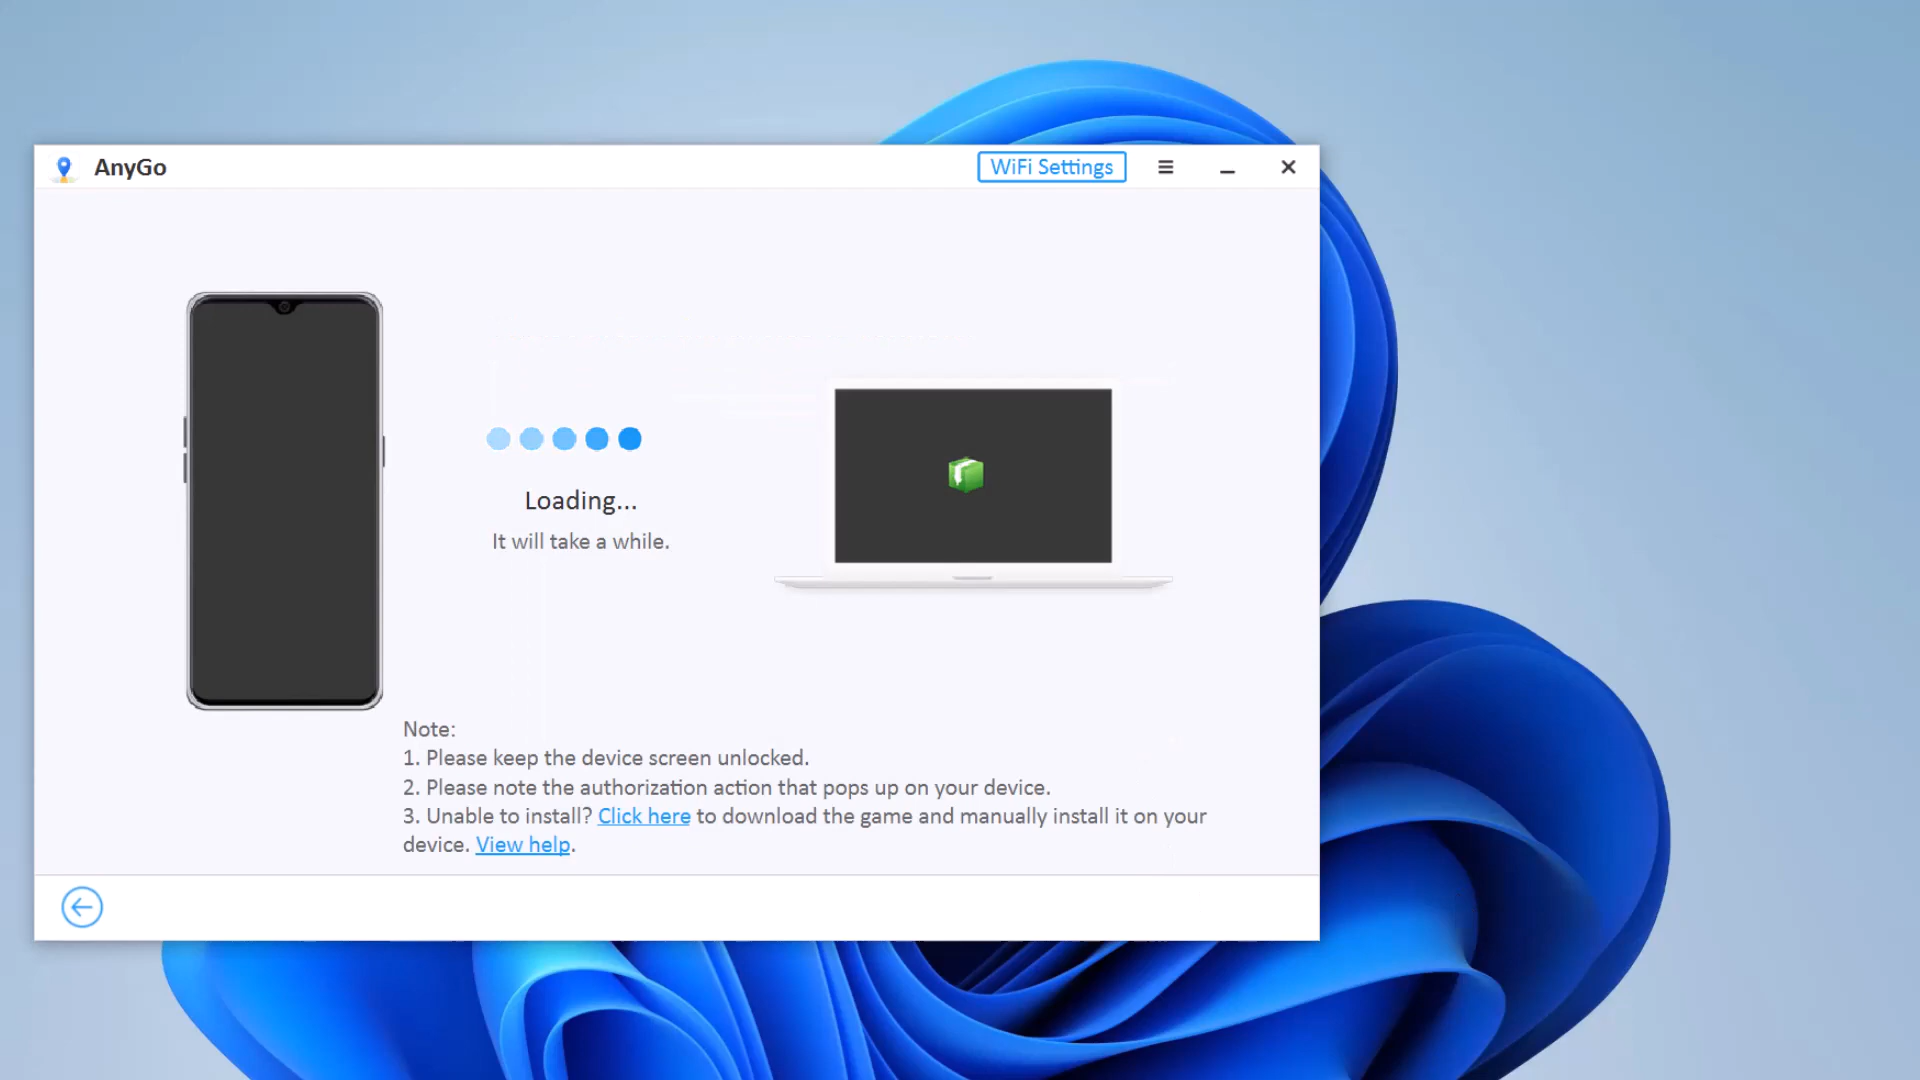 AnyGo
WiFi Settings
Loading...
It will take a while.
Note:
1. Please keep the device screen unlocked.
2. Please note the authorization action that pops up on your device.
3. Unable to install? Click here to download the game and manually install it on your
device. View help.